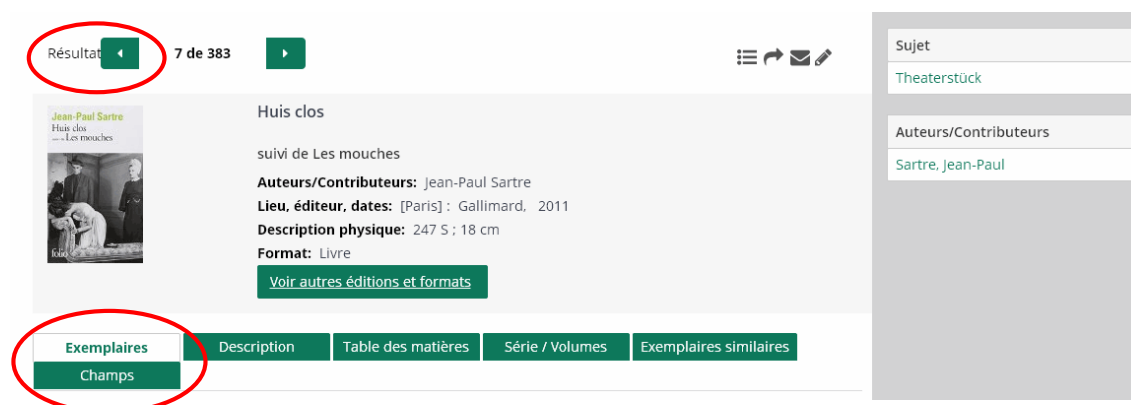 Résultat
7 de 383
Jean-Paul Sartre
Huis clos
Les mouches
folio
Huis clos
suivi de Les mouches
Auteurs/Contributeurs: Jean-Paul Sartre
Lieu, éditeur, dates: [Paris] : Gallimard, 2011
Description physique: 247 S ; 18 cm
Format: Livre
Voir autres éditions et formats
Exemplaires
Description
Table des matières
Série / Volumes
Exemplaires similaires
Champs
Sujet
Theaterstück
Auteurs/Contributeurs
Sartre, Jean-Paul